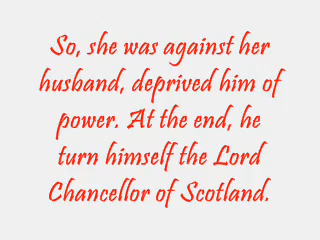 So, she was against her
husband, deprived him of
power. At the end, he
turn himself the Lord
Chancellor of Scotland.